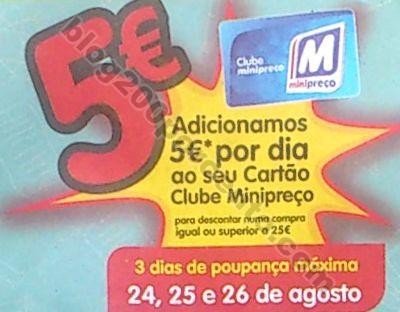 5€
Clube
minipreço
M
minipreço
Adicionamos
5€* por dia
ao seu Cartão
Clube Minipreço
para descontar numa compra
igual ou superior a 25€
3 dias de poupança máxima
24, 25 e 26 de agosto